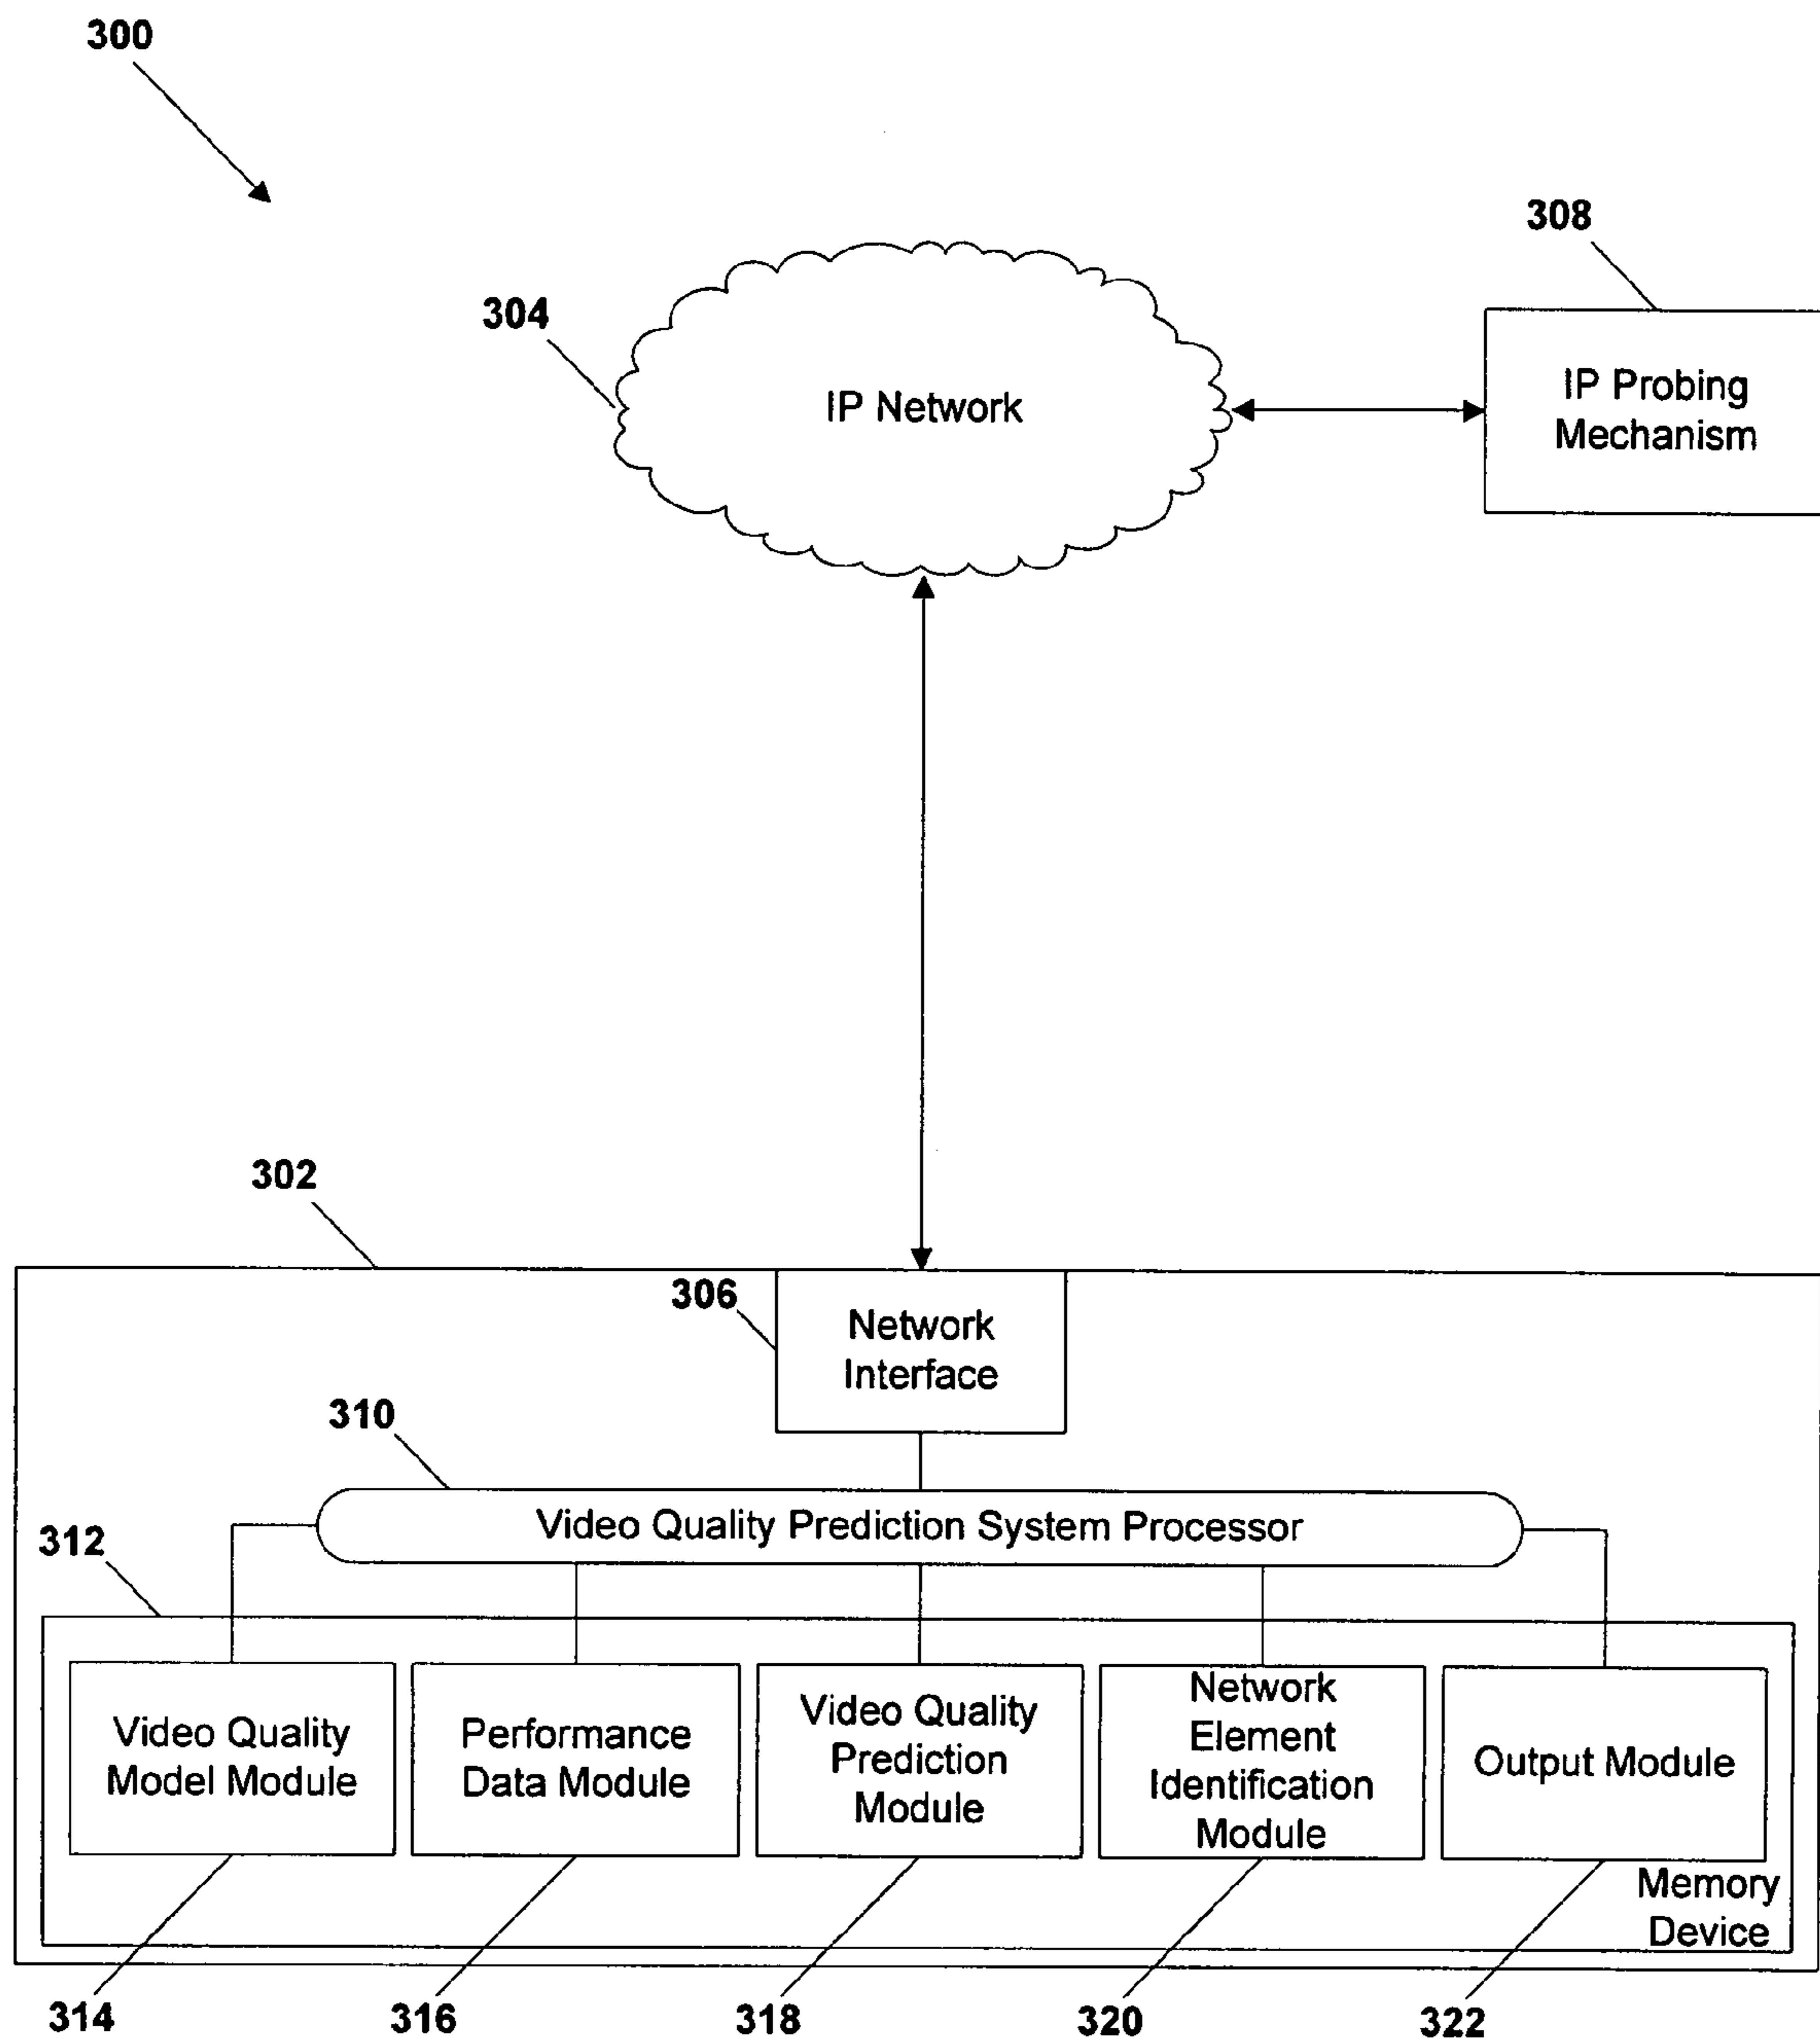 300
308
304
IP Network
IP Probing
Mechanism
302
306
Network
Interface
310
Video Quality Prediction System Processor
312
Video Quality
Model Module
Performance
Data Module
Video Quality
Prediction
Module
Network
Element
Identification
Module
Output Module
Memory
Device
314
316
318
320
322